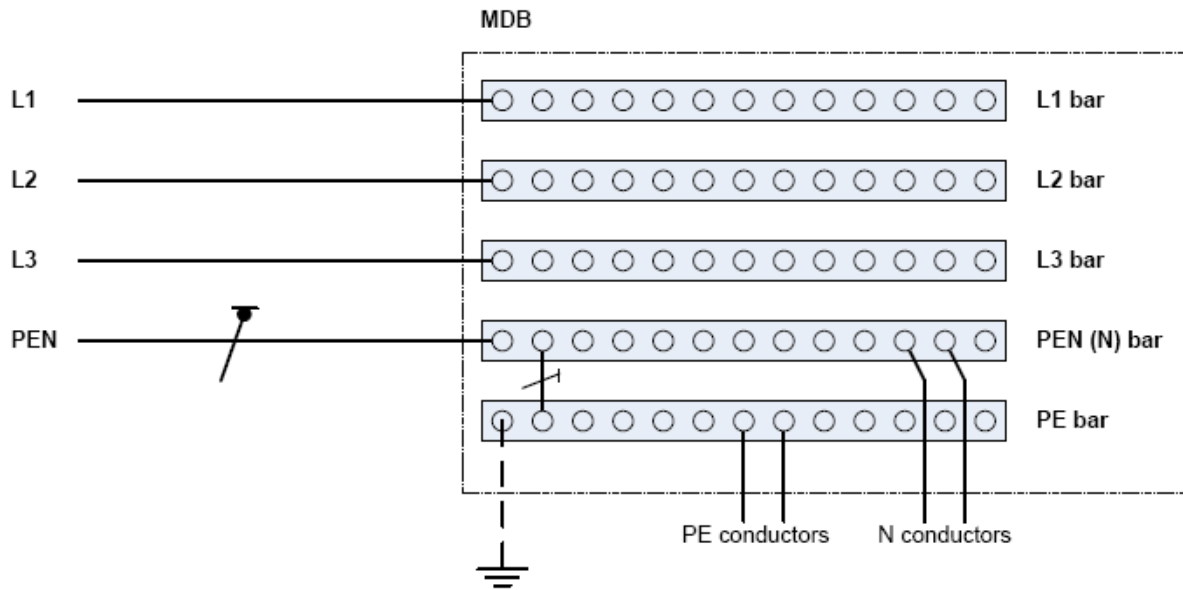 MDB
L1
L1 bar
L2
L2 bar
L3
L3 bar
PEN
PEN (N) bar
PE bar
PE conductors
N conductors